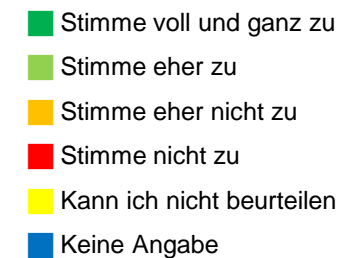 Stimme voll und ganz zu
Stimme eher zu
Stimme eher nicht zu
Stimme nicht zu
Kann ich nicht beurteilen
Keine Angabe